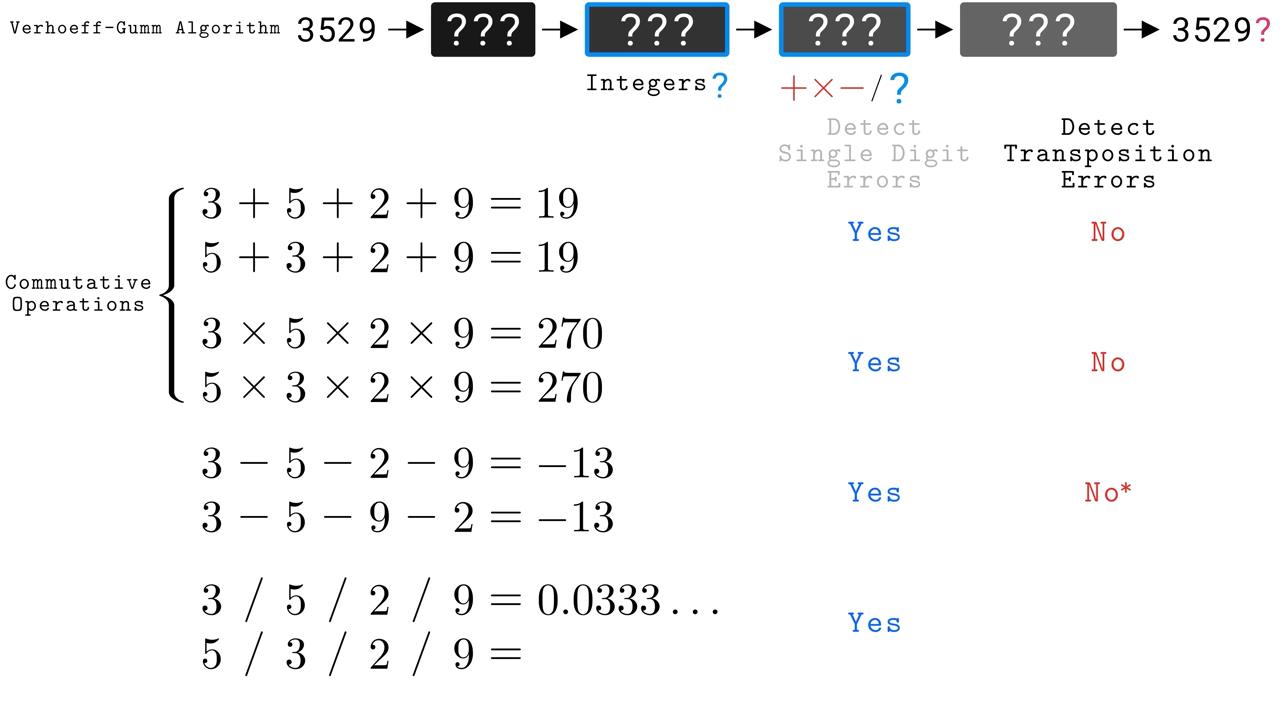 Verhoeff-Gumm Algorithm 3529 → ??? → ??? → ??? → ??? → 3529?
Integers? +×−/?
Detect
Single Digit
Errors
Detect
Transposition
Errors
Commutative
Operations
3 + 5 + 2 + 9 = 19
5 + 3 + 2 + 9 = 19
Yes No
3 × 5 × 2 × 9 = 270
5 × 3 × 2 × 9 = 270
Yes No
3 − 5 − 2 − 9 = −13
3 − 5 − 9 − 2 = −13
Yes No*
3 / 5 / 2 / 9 = 0.0333...
5 / 3 / 2 / 9 =
Yes